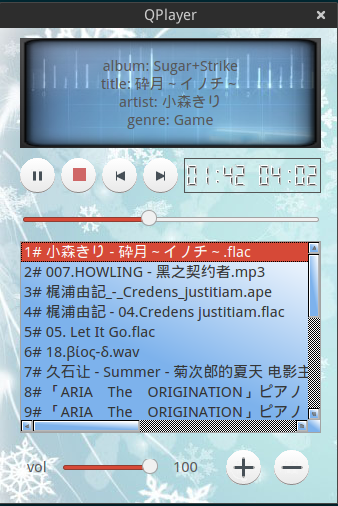 QPlayer
album: Sugar+Strike
title: 砕月～イノチ～
artist: 小森きり
genre: Game
01:42 04:02
1# 小森きり - 砕月～イノチ～.flac
2# 007.HOWLING - 黑之契约者.mp3
3# 梶浦由記_-_Credens_justitiam.ape
4# 梶浦由記 - 04.Credens justitiam.flac
5# 05. Let It Go.flac
6# 18.βίος-δ.wav
7# 久石让 - Summer - 菊次郎的夏天 电影主
8# 「ARIA　The　ORIGINATION」ピアノ
9# 「ARIA　The　ORIGINATION」ピアノ
vol 100